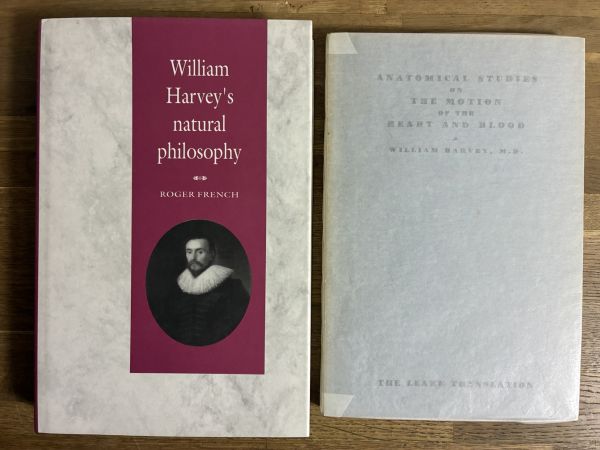 William
Harvey's
natural
philosophy
ROGER FRENCH
ANATOMICAL STUDIES
ON
THE MOTION
OF THE
HEART AND BLOOD
WILLIAM HARVEY, M.D.
THE LEAKE TRANSLATION